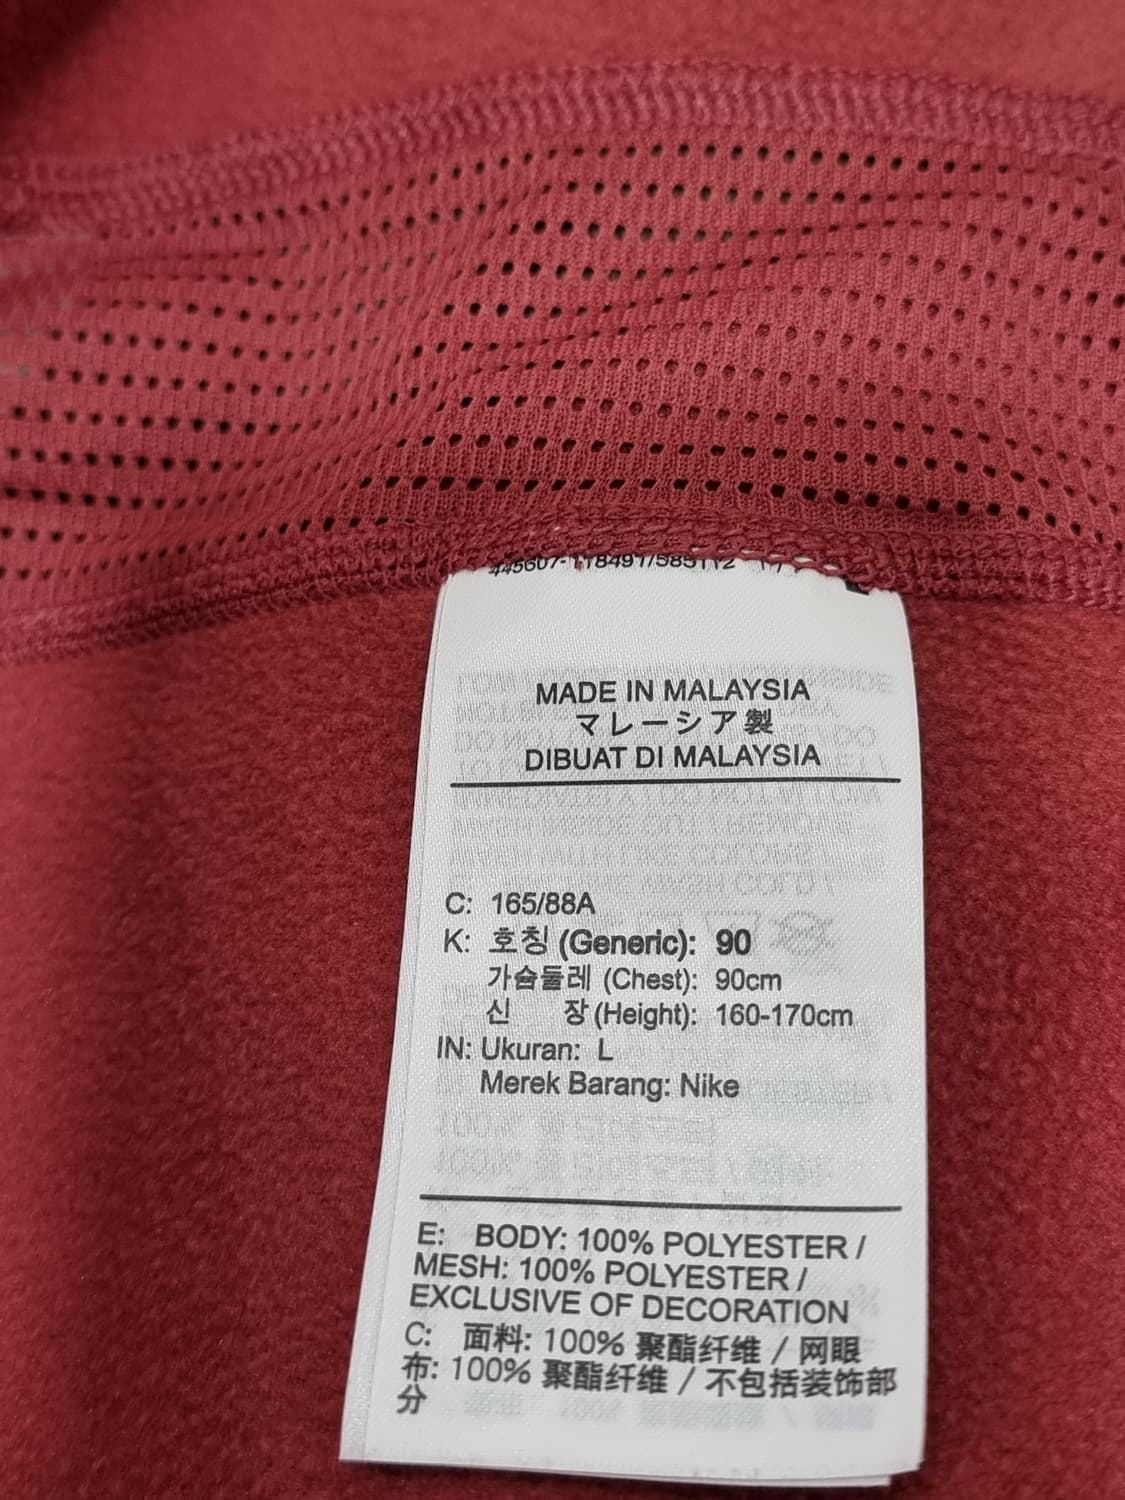 445607-118491/585112
MADE IN MALAYSIA
マレーシア製
DIBUAT DI MALAYSIA
C: 165/88A
K: 호칭 (Generic): 90
가슴둘레 (Chest): 90cm
신 장 (Height): 160-170cm
IN: Ukuran: L
Merek Barang: Nike
E: BODY: 100% POLYESTER /
MESH: 100% POLYESTER /
EXCLUSIVE OF DECORATION
C: 面料: 100% 聚酯纤维 / 网眼
布: 100% 聚酯纤维 / 不包括装饰部
分